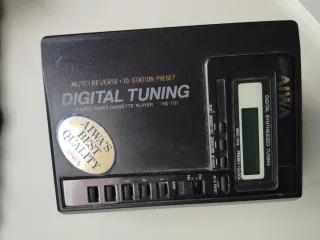 AUTO REVERSE • 10-STATION PRESET
DIGITAL TUNING
STEREO RADIO CASSETTE PLAYER HS-T31
AIWA'S
BEST
QUALITY
AIWA
AIWA
DIGITAL SYNTHESIZED TUNING